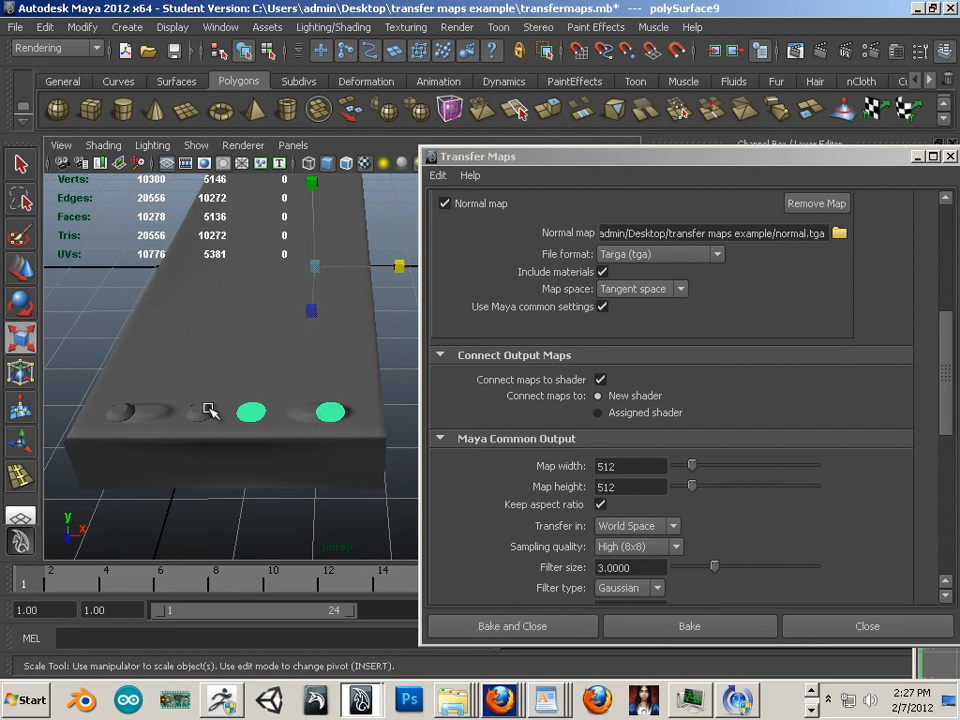 Autodesk Maya 2012 x64 - Student Version: C:\Users\admin\Desktop\transfer maps example\transfermaps.mb* --- polySurface9
File Edit Modify Create Display Window Assets Lighting/Shading Texturing Render Toon Stereo Paint Effects Muscle Help
Rendering
General Curves Surfaces Polygons Subdivs Deformation Animation Dynamics PaintEffects Toon Muscle Fluids Fur Hair nCloth
View Shading Lighting Show Renderer Panels
Transfer Maps
Edit Help
Verts: 10300 5146 0
Edges: 20556 10272 0
Faces: 10278 5136 0
Tris: 20556 10272 0
UVs: 10776 5381 0
Normal map Remove Map
Normal map admin/Desktop/transfer maps example/normal.tga
File format: Targa (tga)
Include materials
Map space: Tangent space
Use Maya common settings
Connect Output Maps
Connect maps to shader
Connect maps to: New shader
Assigned shader
Maya Common Output
Map width: 512
Map height: 512
Keep aspect ratio
Transfer in: World Space
Sampling quality: High (8x8)
Filter size: 3.0000
Filter type: Gaussian
Bake and Close Bake Close
y
x
persp
2 4 6 8 10 12 14
1
1.00 1.00 1 24
MEL
Scale Tool: Use manipulator to scale object(s). Use edit mode to change pivot (INSERT).
Start
Ps
2:27 PM
2/7/2012